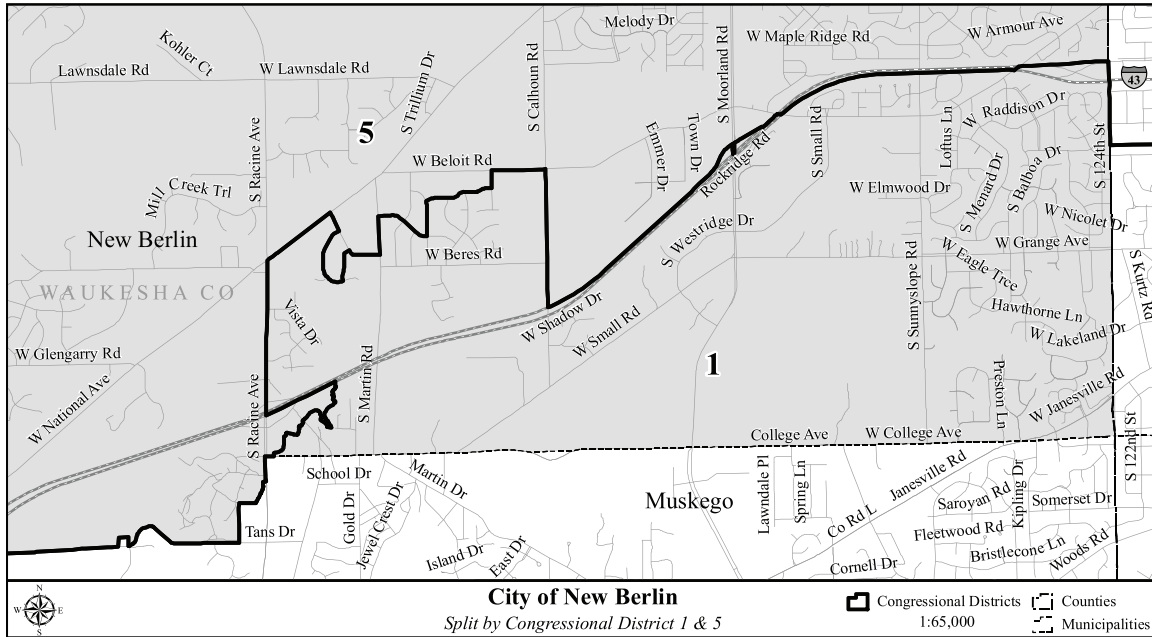 Melody Dr
W Armour Ave
Kohler Ct
S Moorland Rd
W Maple Ridge Rd
Lawnsdale Rd
W Lawnsdale Rd
S Trillium Dr
S Calhoun Rd
43
W Raddison Dr
5
S Racine Ave
Emmer Dr
Town Dr
Rockridge Rd
S Small Rd
Loftus Ln
S 124th St
W Beloit Rd
Mill Creek Trl
W Elmwood Dr
S Menard Dr
S Balboa Dr
W Nicolet Dr
New Berlin
S Westridge Dr
W Beres Rd
W Grange Ave
W Eagle Tree
S Kurtz Rd
WAUKESHA CO
Vista Dr
W Shadow Dr
W Small Rd
S Sunnyslope Rd
Hawthorne Ln
W Lakeland Dr
W Glengarry Rd
S Martin Rd
1
Preston Ln
W National Ave
S Racine Ave
W Janesville Rd
College Ave
W College Ave
S 122nd St
School Dr
Martin Dr
Gold Dr
Jewel Crest Dr
Muskego
Lawndale Pl
Spring Ln
Janesville Rd
Saroyan Rd
Kipling Dr
Somerset Dr
Tans Dr
Co Rd L
Fleetwood Rd
Island Dr
East Dr
Bristlecone Ln
Woods Rd
Cornell Dr
N
W
E
S
City of New Berlin
Split by Congressional District 1 & 5
Congressional Districts
1:65,000
Counties
Municipalities